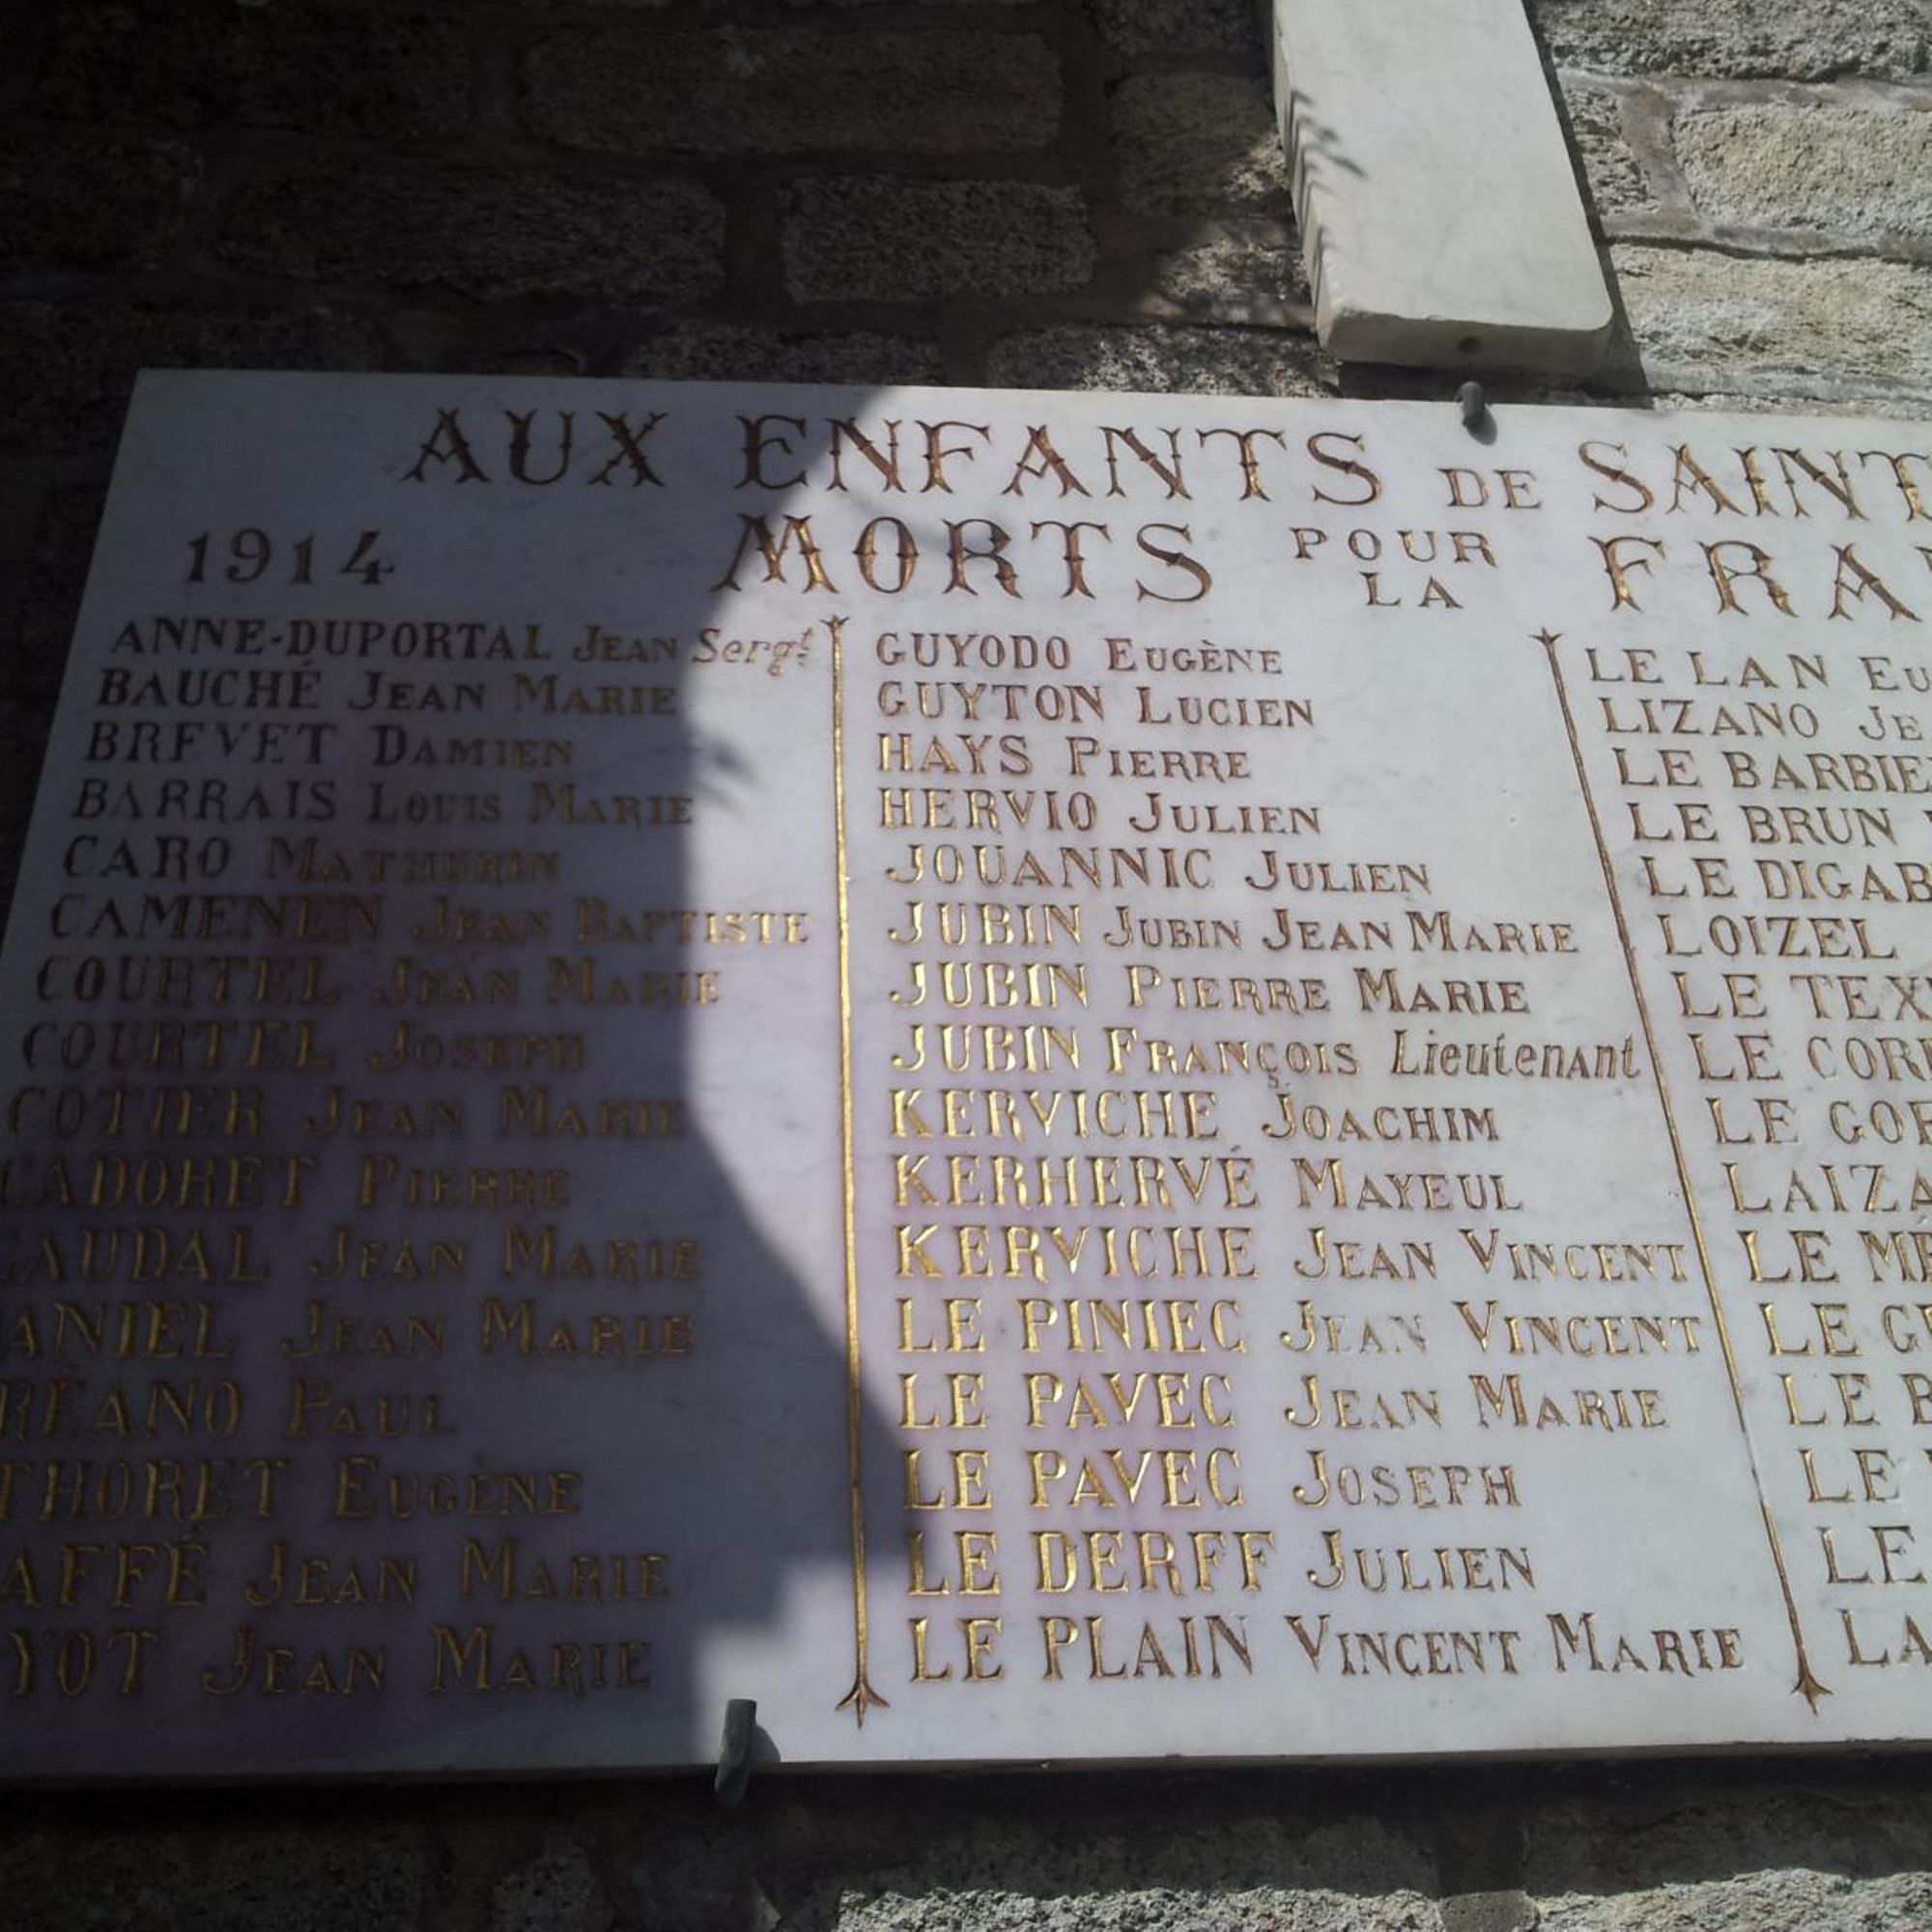 AUX ENFANTS DE SAINT
1914 MORTS POUR LA FRA
ANNE-DUPORTAL JEAN Sergt
BAUCHÉ JEAN MARIE
BREVET DAMIEN
BARRAIS LOUIS MARIE
CARO MATHURIN
CAMENEN JEAN BAPTISTE
COURTEL JEAN MARIE
COURTEL JOSEPH
COTIER JEAN MARIE
CADORET PIERRE
CAUDAL JEAN MARIE
ANIEL JEAN MARIE
RÉANO PAUL
THORET EUGÈNE
AFFÉ JEAN MARIE
YOT JEAN MARIE
GUYODO EUGÈNE
GUYTON LUCIEN
HAYS PIERRE
HERVIO JULIEN
JOUANNIC JULIEN
JUBIN JUBIN JEAN MARIE
JUBIN PIERRE MARIE
JUBIN FRANÇOIS Lieutenant
KERVICHE JOACHIM
KERHERVÉ MAYEUL
KERVICHE JEAN VINCENT
LE PINIEC JEAN VINCENT
LE PAVEC JEAN MARIE
LE PAVEC JOSEPH
LE DERFF JULIEN
LE PLAIN VINCENT MARIE
LE LAN EU
LIZANO JE
LE BARBIE
LE BRUN
LE DIGAB
LOIZEL
LE TEX
LE COR
LE GO
LAIZA
LE MÉ
LE G
LE
LE
LE
LA